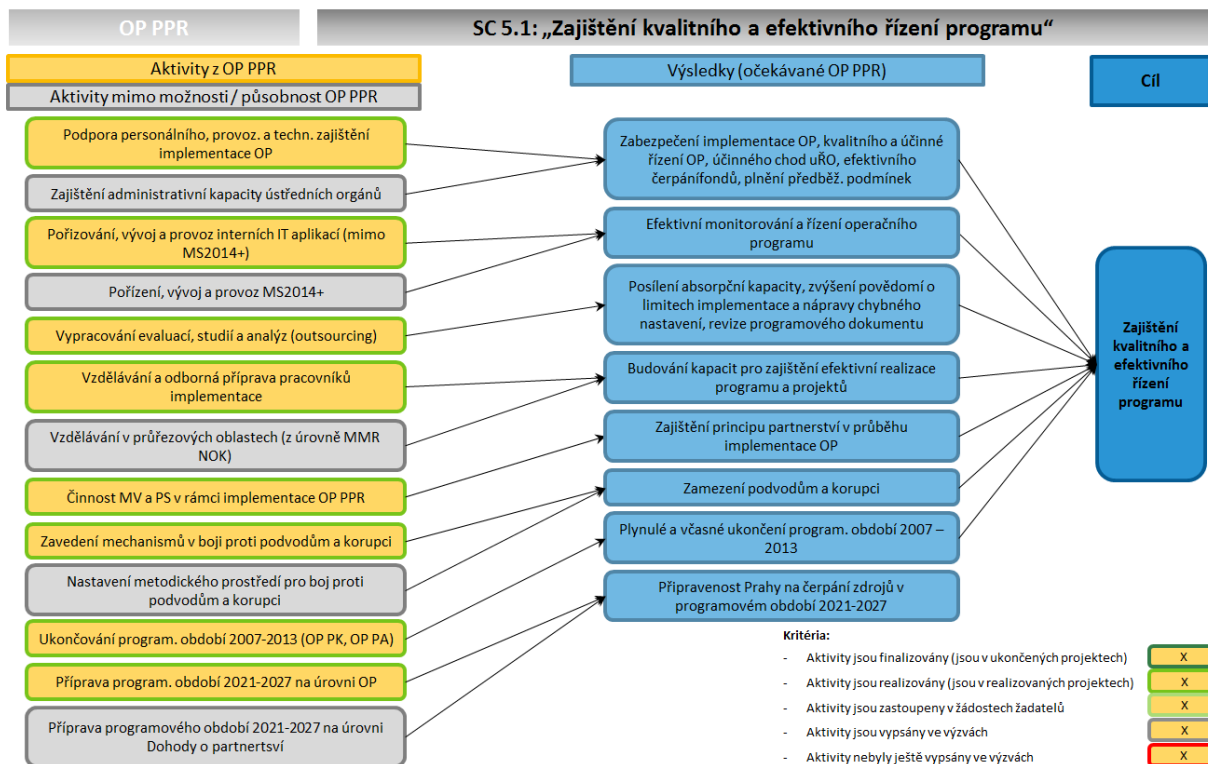 OP PPR
SC 5.1: „Zajištění kvalitního a efektivního řízení programu“
Aktivity z OP PPR
Aktivity mimo možnosti / působnost OP PPR
Výsledky (očekávané OP PPR)
Cíl
Podpora personálního, provoz. a techn. zajištění
implementace OP
Zajištění administrativní kapacity ústředních orgánů
Pořizování, vývoj a provoz interních IT aplikací (mimo
MS2014+)
Pořízení, vývoj a provoz MS2014+
Vypracování evaluací, studií a analýz (outsourcing)
Vzdělávání a odborná příprava pracovníků
implementace
Vzdělávání v průřezových oblastech (z úrovně MMR
NOK)
Činnost MV a PS v rámci implementace OP PPR
Zavedení mechanismů v boji proti podvodům a korupci
Nastavení metodického prostředí pro boj proti
podvodům a korupci
Ukončování program. období 2007-2013 (OP PK, OP PA)
Příprava program. období 2021-2027 na úrovni OP
Příprava programového období 2021-2027 na úrovni
Dohody o partnertsví
Zabezpečení implementace OP, kvalitního a účinné
řízení OP, účinného chod uŘO, efektivního
čerpánífondů, plnění předběž. podmínek
Efektivní monitorování a řízení operačního
programu
Posílení absorpční kapacity, zvýšení povědomí o
limitech implementace a nápravy chybného
nastavení, revize programového dokumentu
Budování kapacit pro zajištění efektivní realizace
programu a projektů
Zajištění principu partnerství v průběhu
implementace OP
Zamezení podvodům a korupci
Plynulé a včasné ukončení program. období 2007 –
2013
Připravenost Prahy na čerpání zdrojů v
programovém období 2021-2027
Zajištění
kvalitního a
efektivního
řízení
programu
Kritéria:
- Aktivity jsou finalizovány (jsou v ukončených projektech) X
- Aktivity jsou realizovány (jsou v realizovaných projektech) X
- Aktivity jsou zastoupeny v žádostech žadatelů X
- Aktivity jsou vypsány ve výzvách X
- Aktivity nebyly ještě vypsány ve výzvách X